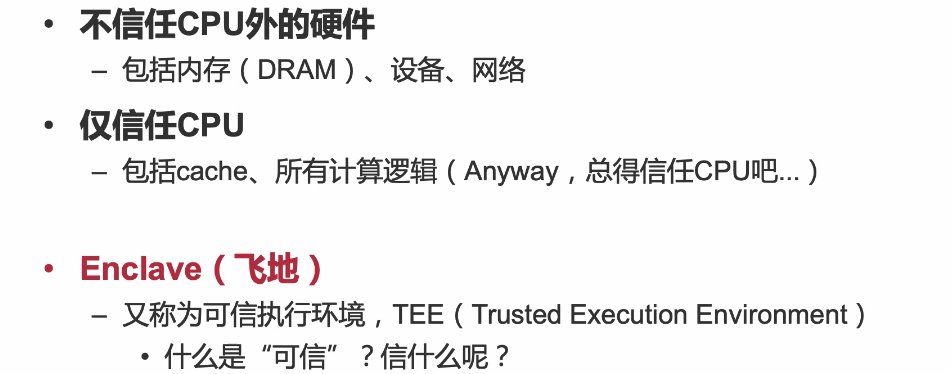 • 不信任CPU外的硬件
– 包括内存（DRAM）、设备、网络
• 仅信任CPU
– 包括cache、所有计算逻辑（Anyway，总得信任CPU吧...）
• Enclave（飞地）
– 又称为可信执行环境，TEE（Trusted Execution Environment）
• 什么是“可信”？信什么呢？